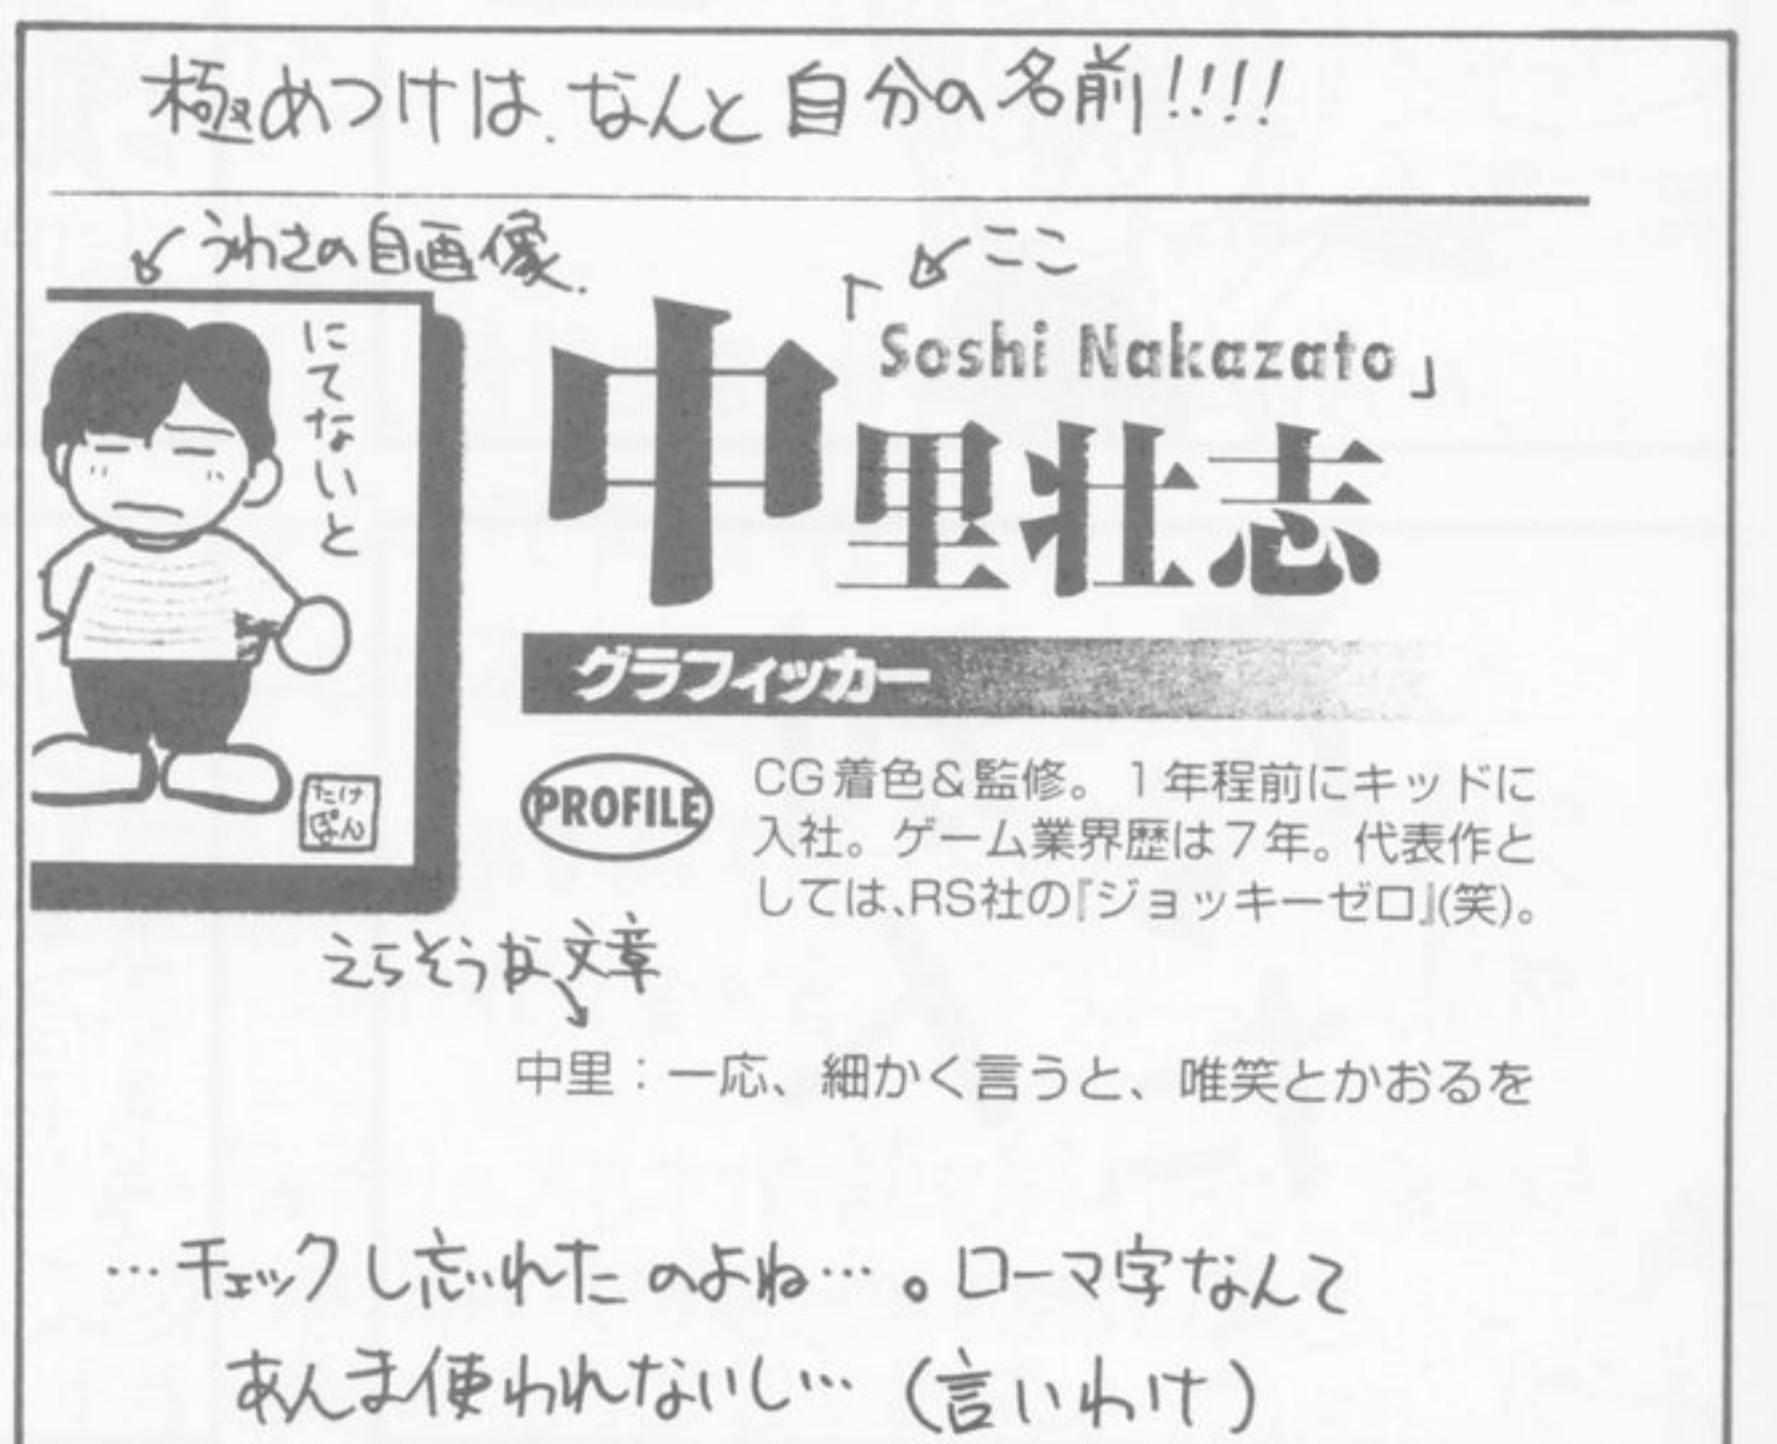 極めつけは、なんと自分の名前!!!!
うわさの自画像.
ここ
にてないと
たけぽん
「Soshi Nakazato」
中里壮志
グラフィッカー
PROFILE
CG着色&監修。1年程前にキッドに
入社。ゲーム業界歴は7年。代表作と
しては、RS社の『ジョッキーゼロ』(笑)。
えらそうな文章
中里:一応、細かく言うと、唯笑とかおるを
…チェックし忘れたのよね…。ローマ字なんて
あんま使われないし…(言いわけ)